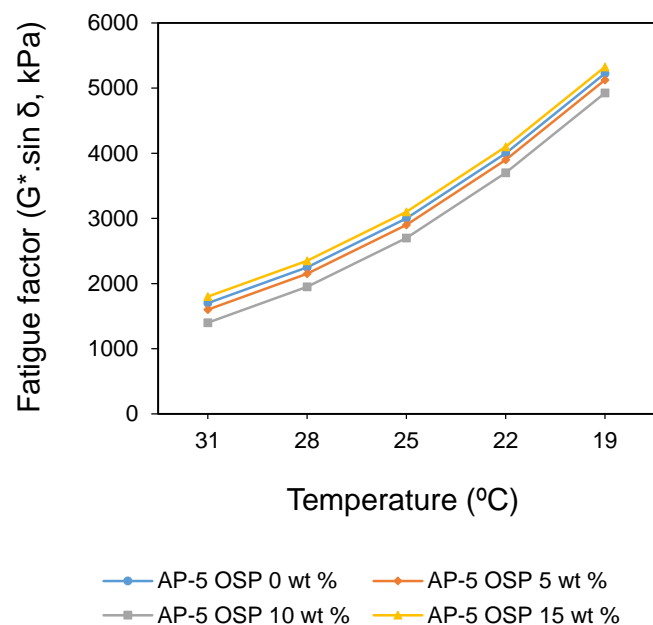 Fatigue factor (G*.sin δ, kPa)
6000
5000
4000
3000
2000
1000
0
31 28 25 22 19
Temperature (ºC)
AP-5 OSP 0 wt % AP-5 OSP 5 wt %
AP-5 OSP 10 wt % AP-5 OSP 15 wt %